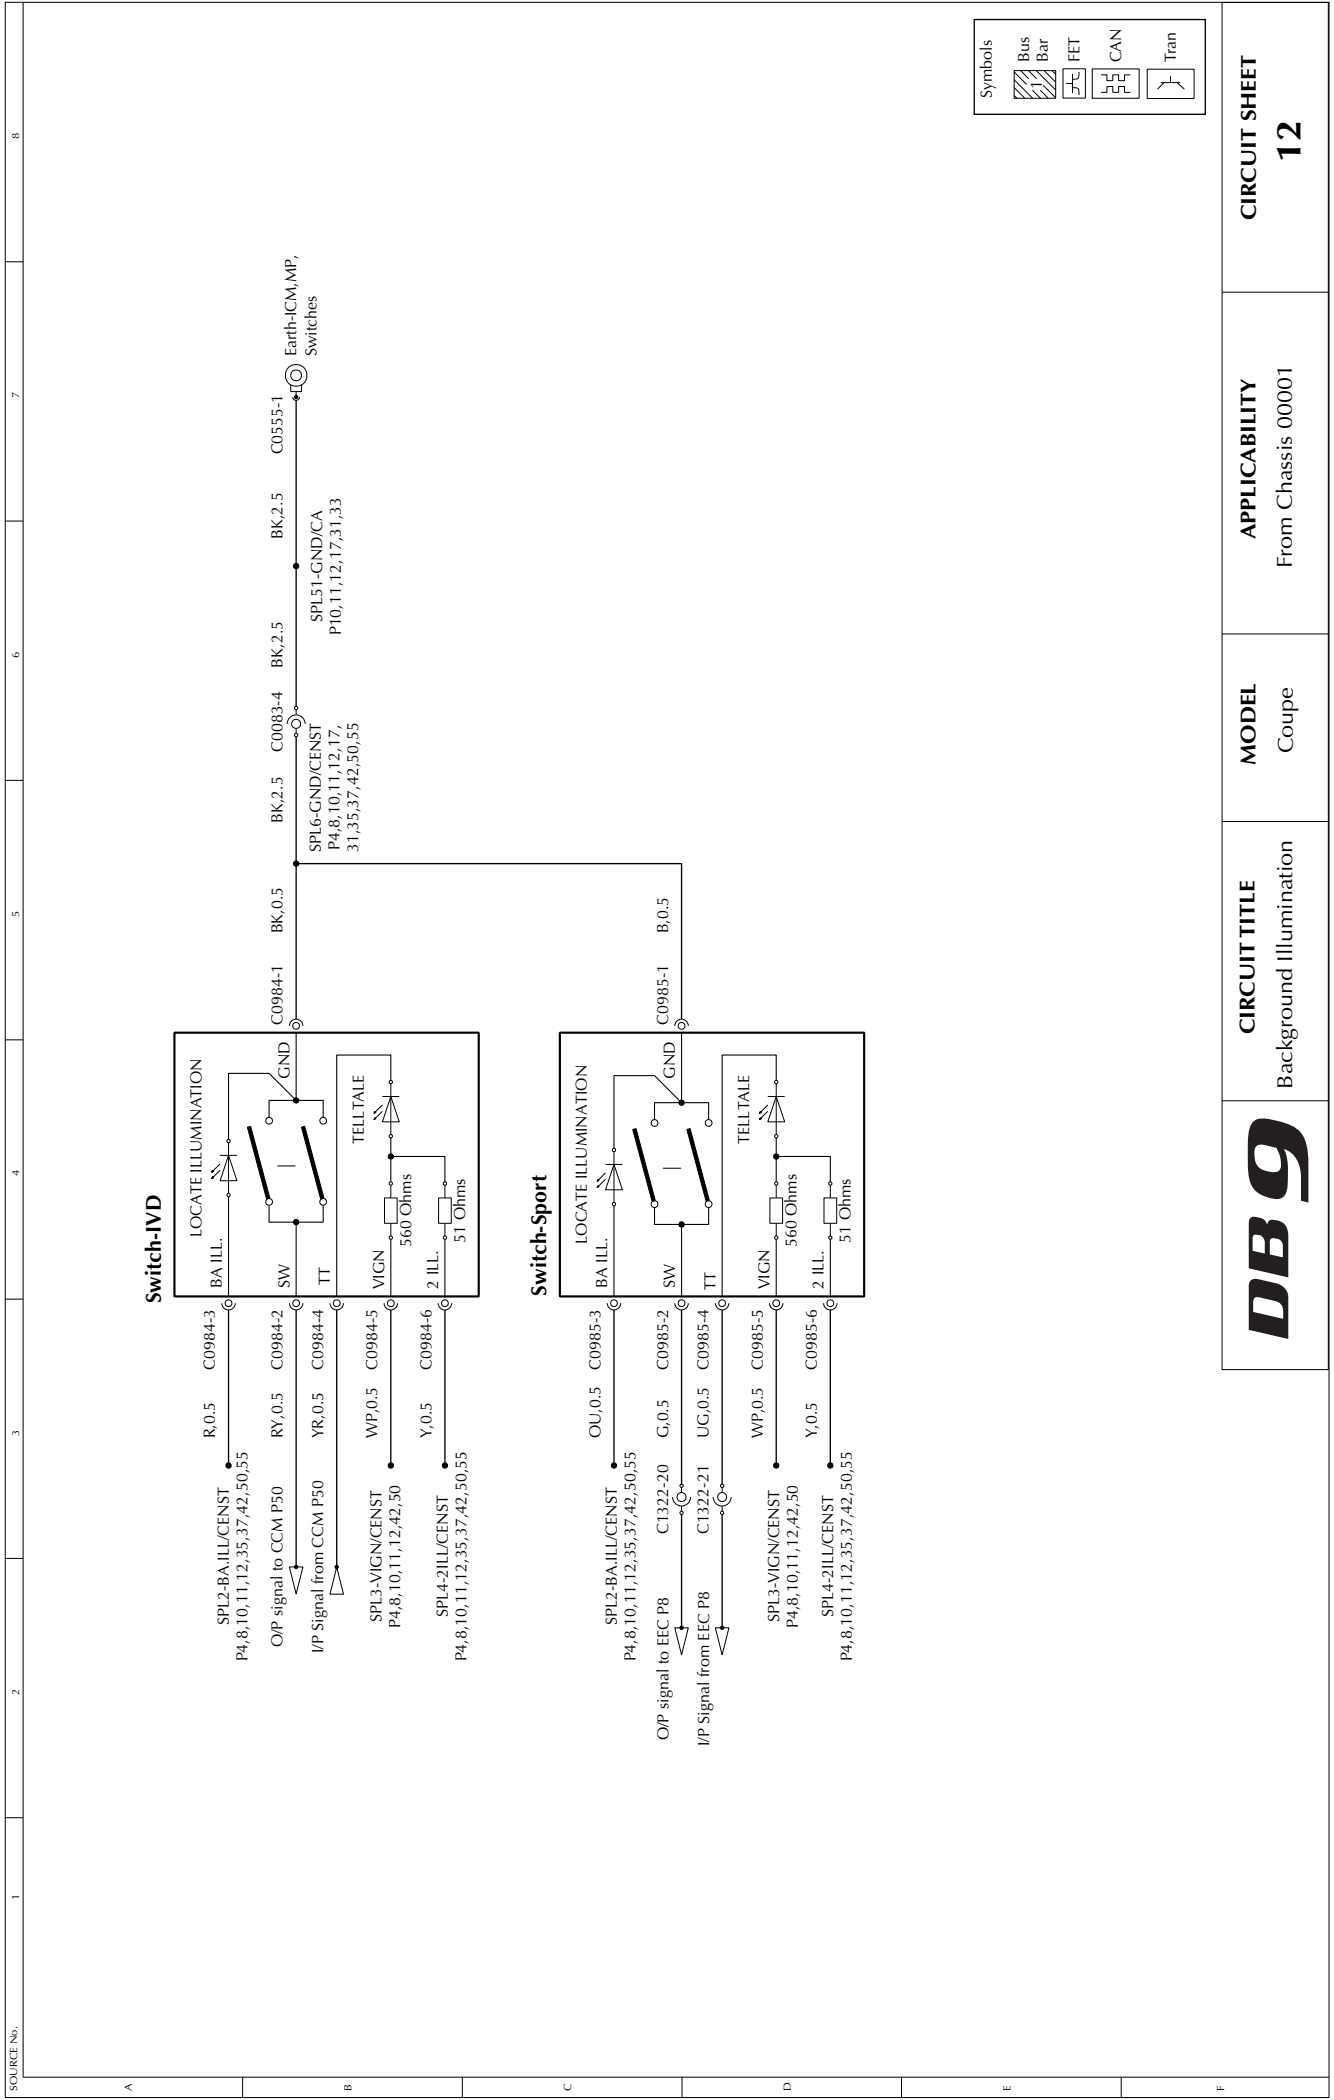 SOURCE No.
1
2
3
4
5
6
7
8
A
B
C
D
E
F
Switch-IVD
LOCATE ILLUMINATION
BA ILL.
SW
TT
VIGN
2 ILL.
GND
TELLTALE
560 Ohms
51 Ohms
R,0.5
C0984-3
SPL2-BA.ILL/CENST
P4,8,10,11,12,35,37,42,50,55
RY,0.5
C0984-2
O/P signal to CCM P50
YR,0.5
C0984-4
I/P Signal from CCM P50
WP,0.5
C0984-5
SPL3-VIGN/CENST
P4,8,10,11,12,42,50
Y,0.5
C0984-6
SPL4-2ILL/CENST
P4,8,10,11,12,35,37,42,50,55
C0984-1
BK,0.5
BK,2.5
C0083-4
SPL6-GND/CENST
P4,8,10,11,12,17,
31,35,37,42,50,55
BK,2.5
SPL51-GND/CA
P10,11,12,17,31,33
BK,2.5
C0555-1
Earth-ICM,MP,
Switches
Switch-Sport
LOCATE ILLUMINATION
BA ILL.
SW
TT
VIGN
2 ILL.
GND
TELLTALE
560 Ohms
51 Ohms
OU,0.5
C0985-3
SPL2-BA.ILL/CENST
P4,8,10,11,12,35,37,42,50,55
G,0.5
C0985-2
C1322-20
O/P signal to EEC P8
UG,0.5
C0985-4
C1322-21
I/P Signal from EEC P8
WP,0.5
C0985-5
SPL3-VIGN/CENST
P4,8,10,11,12,42,50
Y,0.5
C0985-6
SPL4-2ILL/CENST
P4,8,10,11,12,35,37,42,50,55
C0985-1
B,0.5
Symbols
1
Bus
Bar
FET
CAN
Tran
DB 9
CIRCUIT TITLE
Background Illumination
MODEL
Coupe
APPLICABILITY
From Chassis 00001
CIRCUIT SHEET
12